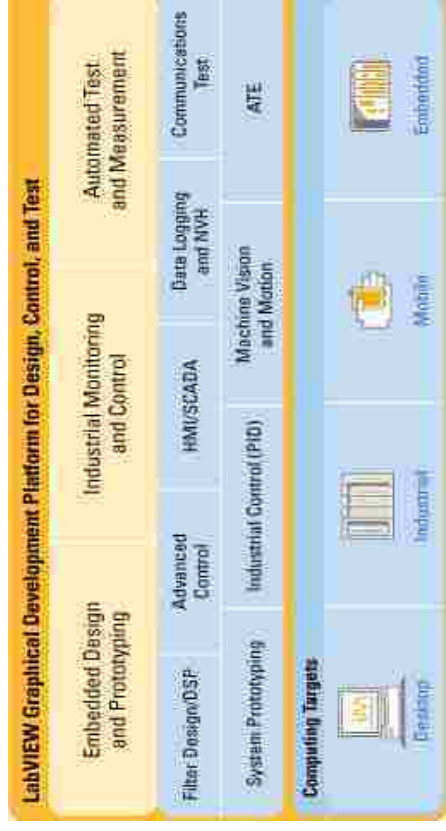 LabVIEW Graphical Development Platform for Design, Control, and Test
Embedded Design
and Prototyping
Industrial Monitoring
and Control
Automated Test
and Measurement
Filter Design/DSP
Advanced
Control
HMI/SCADA
Data Logging
and NVH
Communications
Test
System Prototyping
Industrial Control (PID)
Machine Vision
and Motion
ATE
Computing Targets
Desktop
Industrial
Mobile
Embedded